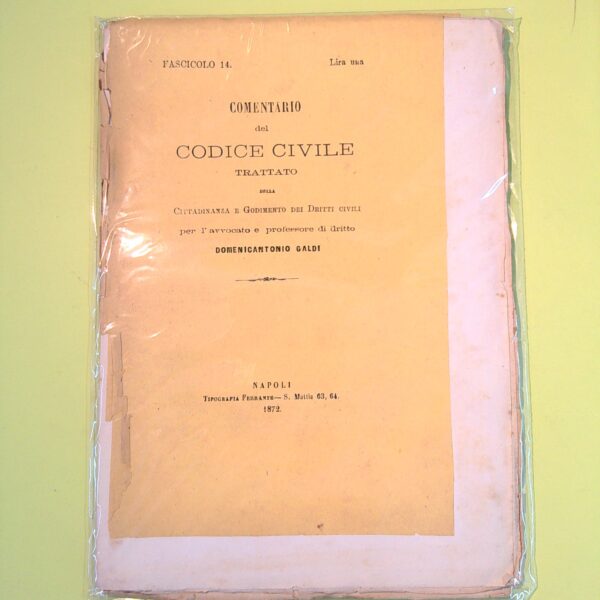 FASCICOLO 14. Lira una
COMENTARIO
del
CODICE CIVILE
TRATTATO
SULLA
CITTADINANZA E GODIMENTO DEI DRITTI CIVILI
per l'avvocato e professore di dritto
DOMENICANTONIO GALDI
NAPOLI
TIPOGRAFIA FERRANTE — S. Mattia 63, 64.
1872.